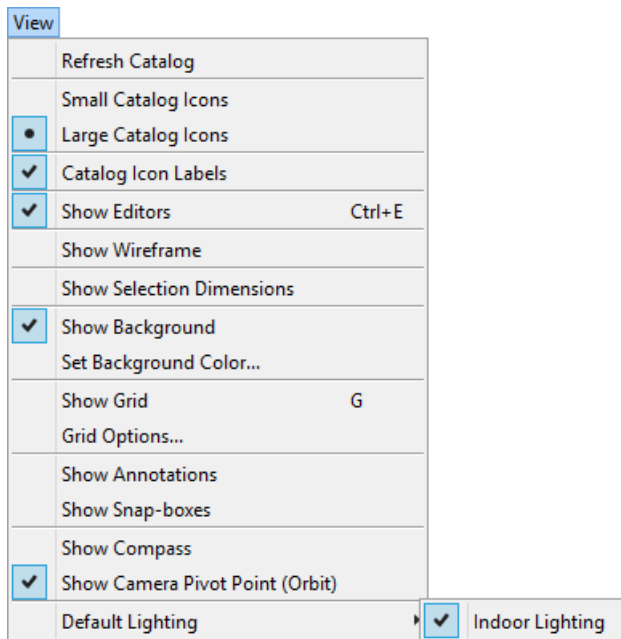 View
Refresh Catalog
Small Catalog Icons
Large Catalog Icons
Catalog Icon Labels
Show Editors Ctrl+E
Show Wireframe
Show Selection Dimensions
Show Background
Set Background Color...
Show Grid G
Grid Options...
Show Annotations
Show Snap-boxes
Show Compass
Show Camera Pivot Point (Orbit)
Default Lighting Indoor Lighting